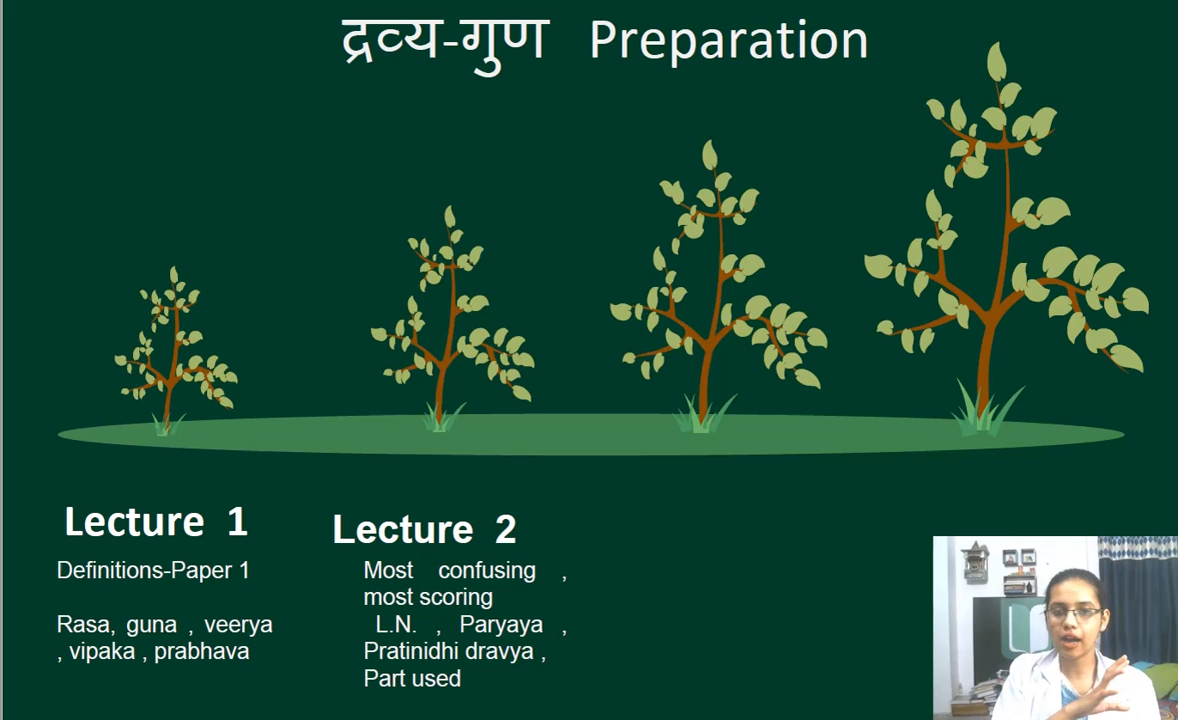 द्रव्य-गुण Preparation
Lecture 1
Definitions-Paper 1
Rasa, guna , veerya
, vipaka , prabhava
Lecture 2
Most confusing ,
most scoring
L.N. , Paryaya ,
Pratinidhi dravya ,
Part used